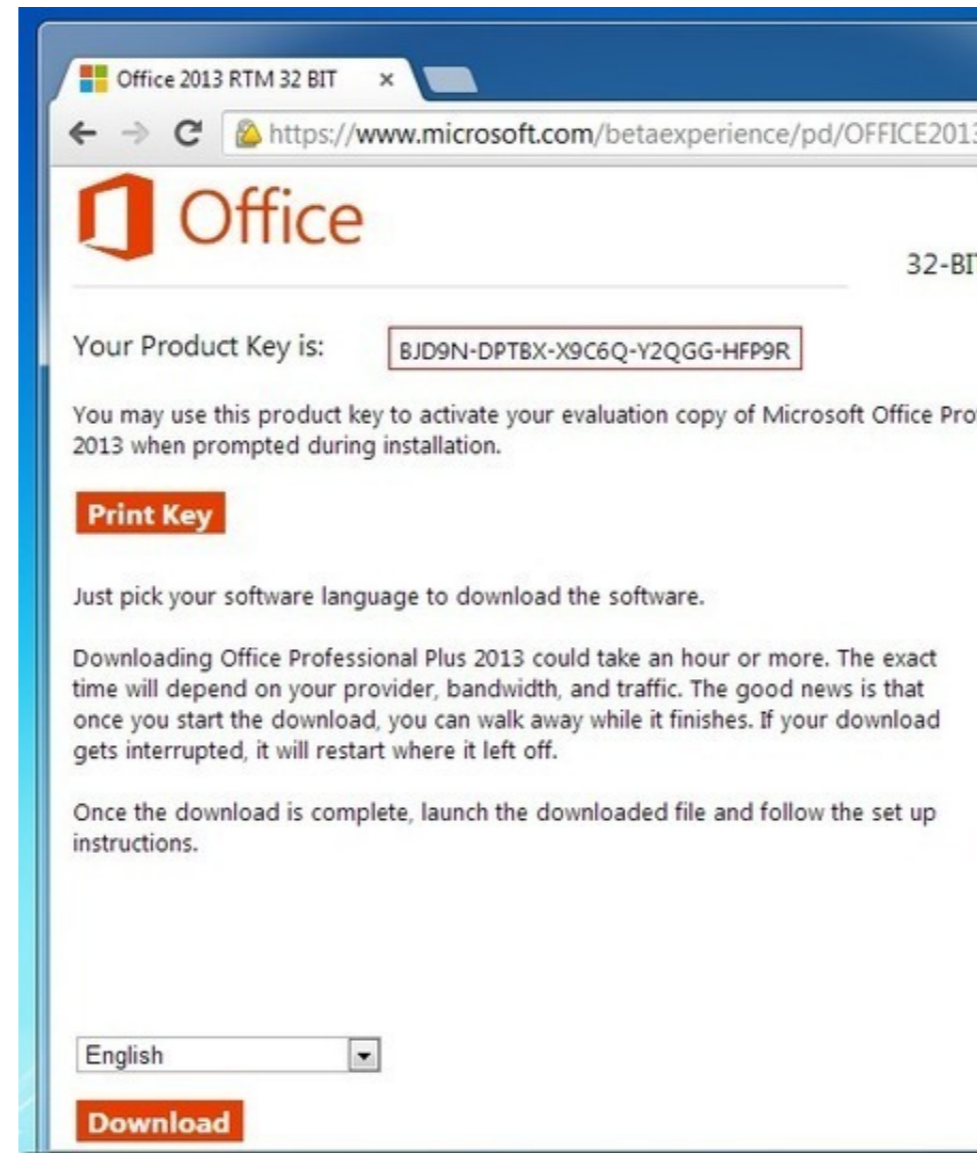 Office 2013 RTM 32 BIT
https://www.microsoft.com/betaexperience/pd/OFFICE2013
Office
32-BIT
Your Product Key is: BJD9N-DPTBX-X9C6Q-Y2QGG-HFP9R
You may use this product key to activate your evaluation copy of Microsoft Office Pro
2013 when prompted during installation.
Print Key
Just pick your software language to download the software.
Downloading Office Professional Plus 2013 could take an hour or more. The exact
time will depend on your provider, bandwidth, and traffic. The good news is that
once you start the download, you can walk away while it finishes. If your download
gets interrupted, it will restart where it left off.
Once the download is complete, launch the downloaded file and follow the set up
instructions.
English
Download